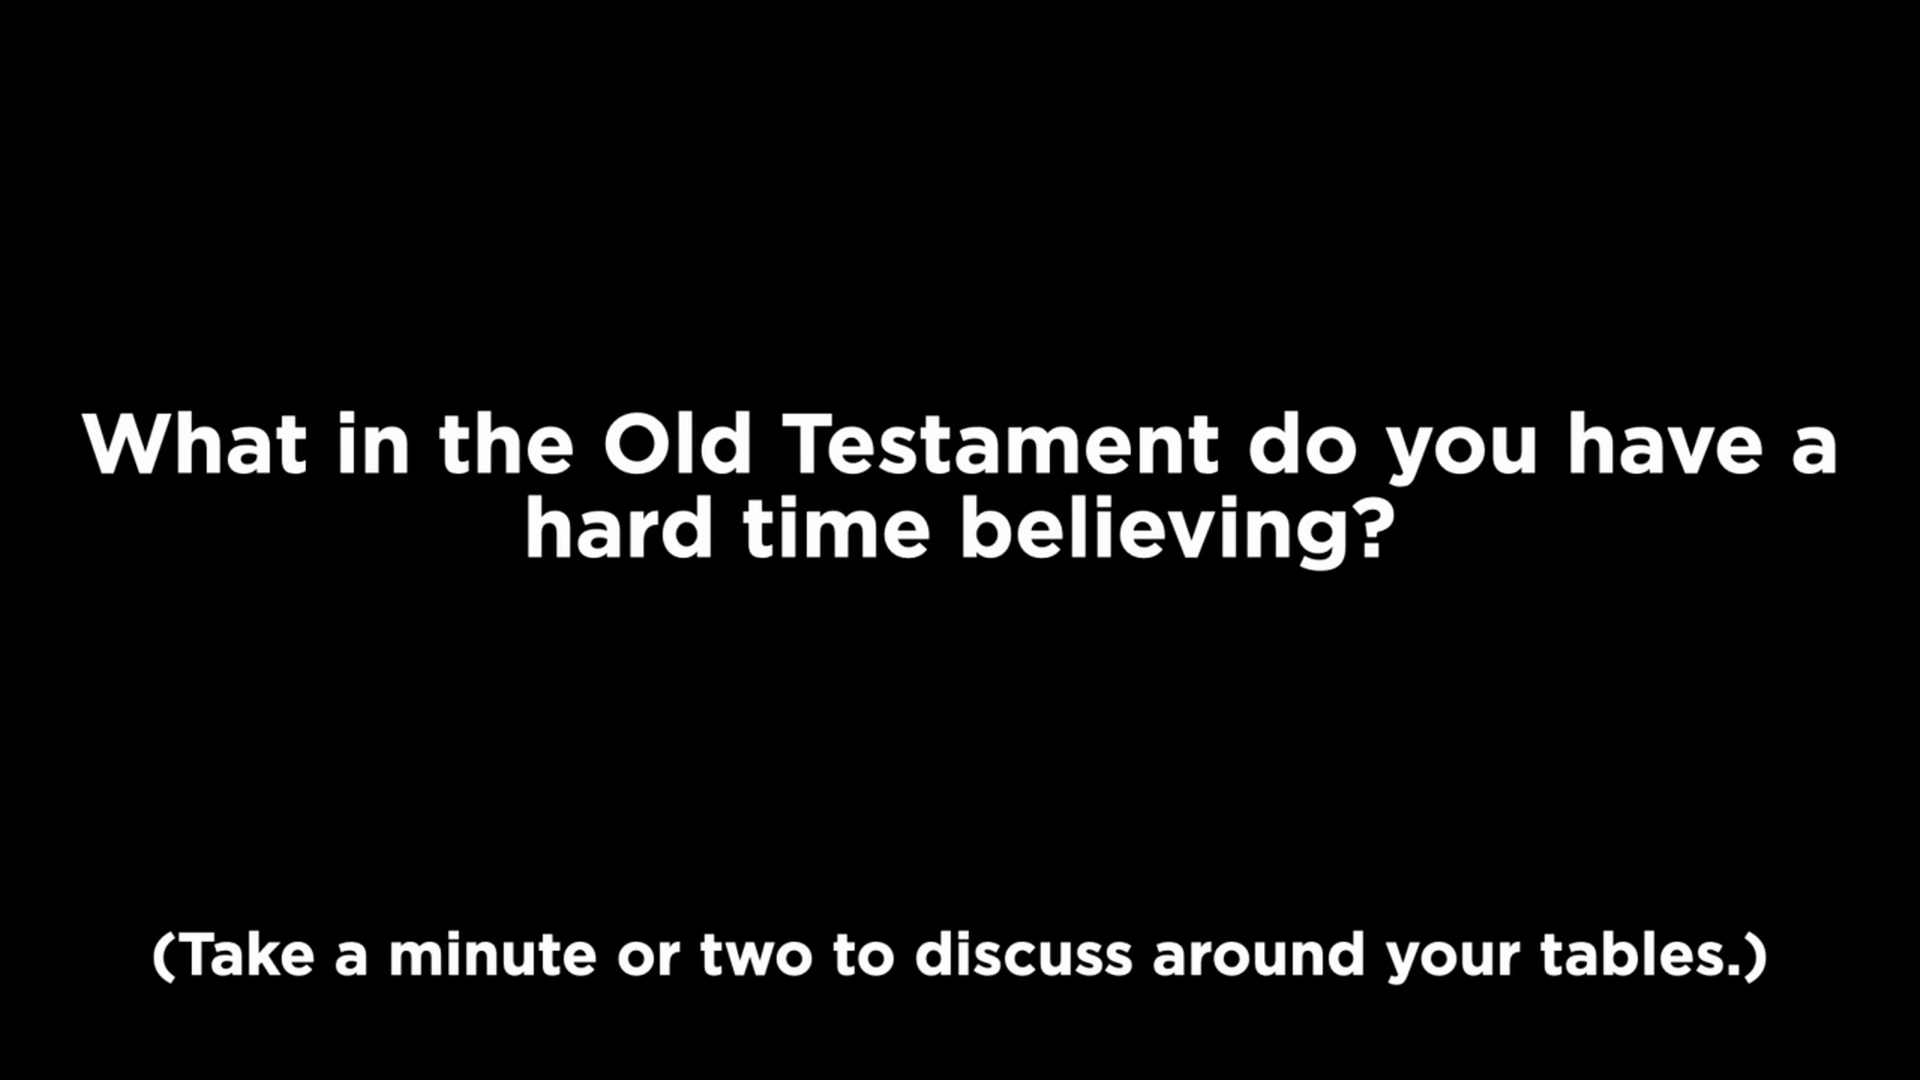 What in the Old Testament do you have a
hard time believing?
(Take a minute or two to discuss around your tables.)